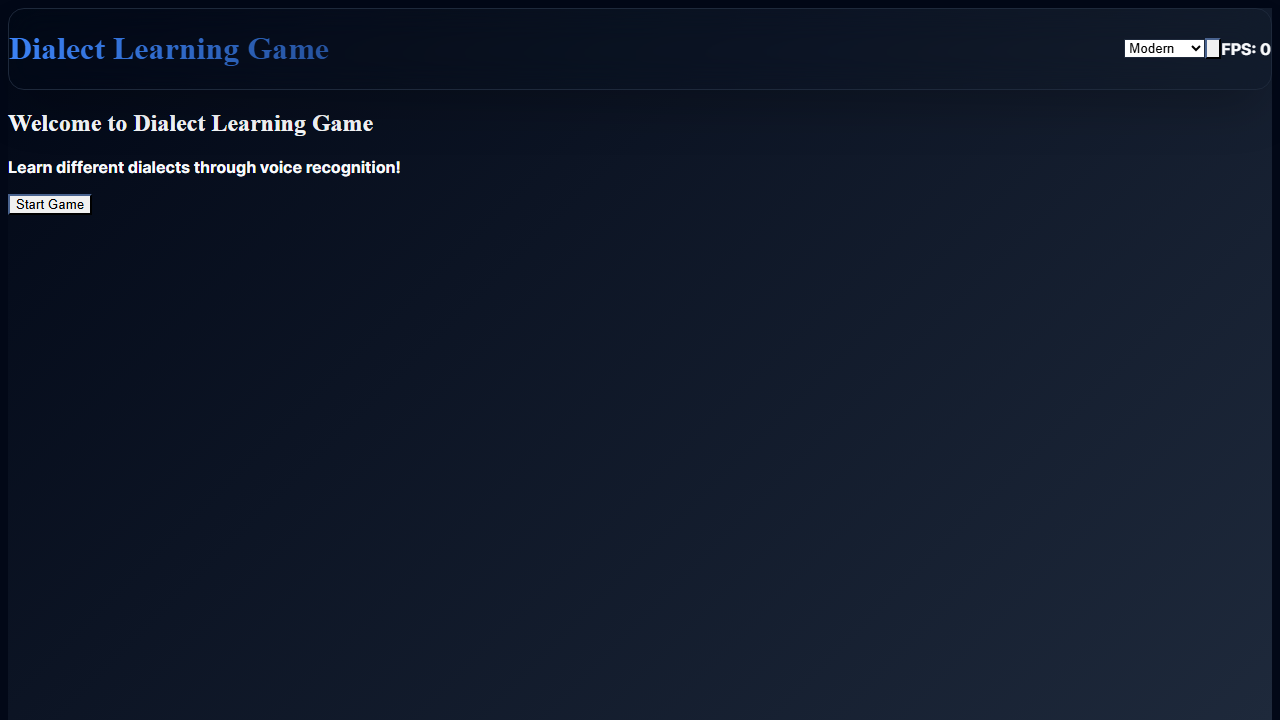 Dialect Learning Game
Modern
FPS: 0
Welcome to Dialect Learning Game
Learn different dialects through voice recognition!
Start Game